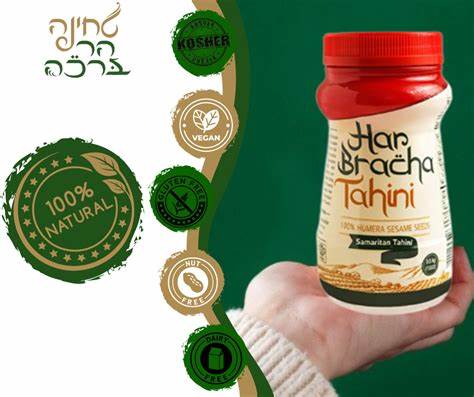 טחינה
הר
ברכה
100%
NATURAL
KOSHER
VEGAN
GLUTEN FREE
NUT
FREE
DAIRY
FREE
Har
Bracha
Tahini
100% HUMERA SESAME SEEDS
Samaritan Tahini